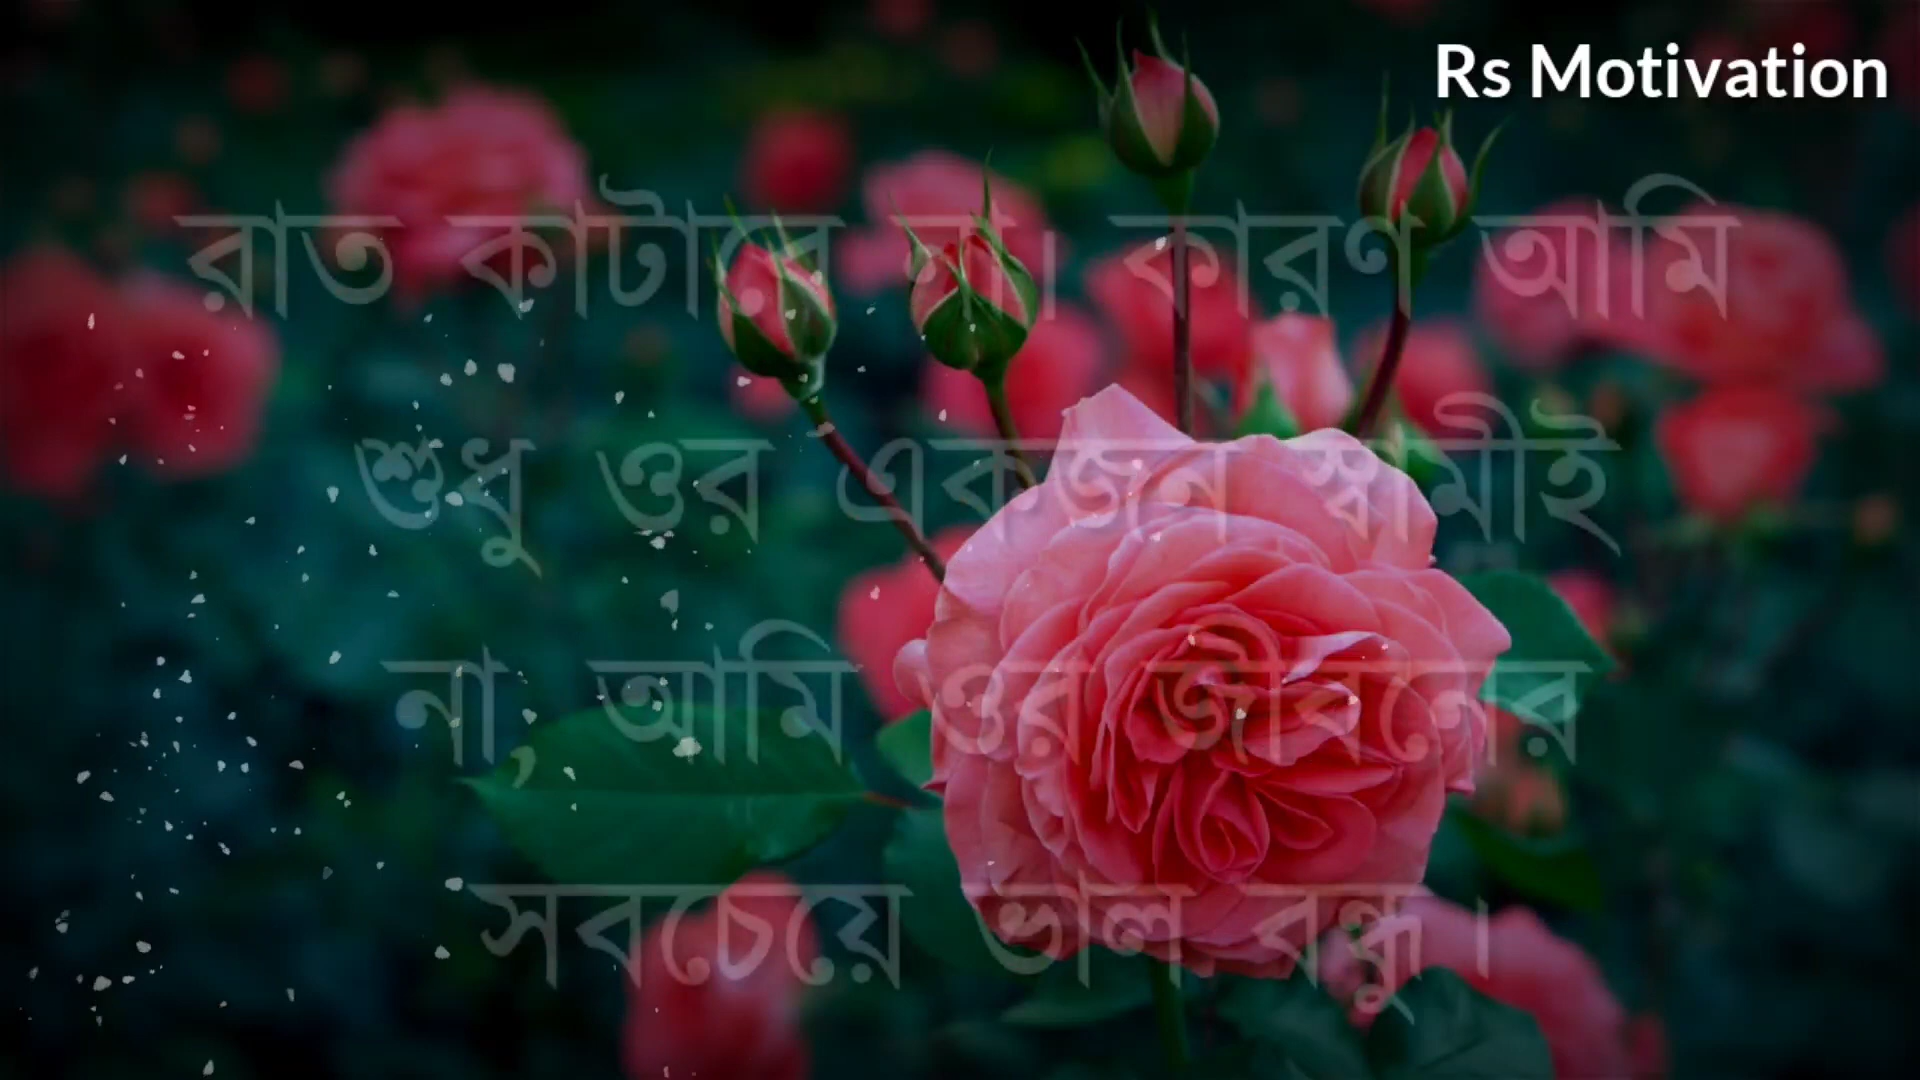 Rs Motivation
রাত কাটাবে না। কারণ আমি
শুধু ওর একজন স্বামীই
না, আমি ওর জীবনের
সবচেয়ে ভাল বন্ধু।